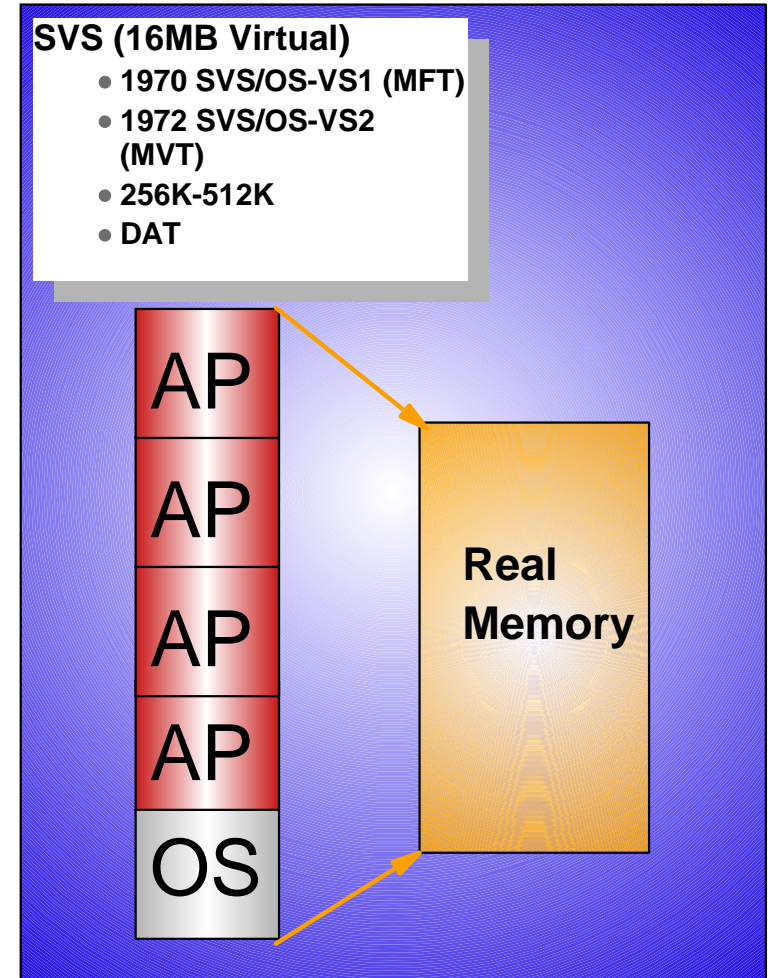 SVS (16MB Virtual)
1970 SVS/OS-VS1 (MFT)
1972 SVS/OS-VS2
(MVT)
256K-512K
DAT
AP
AP
AP
AP
OS
Real
Memory